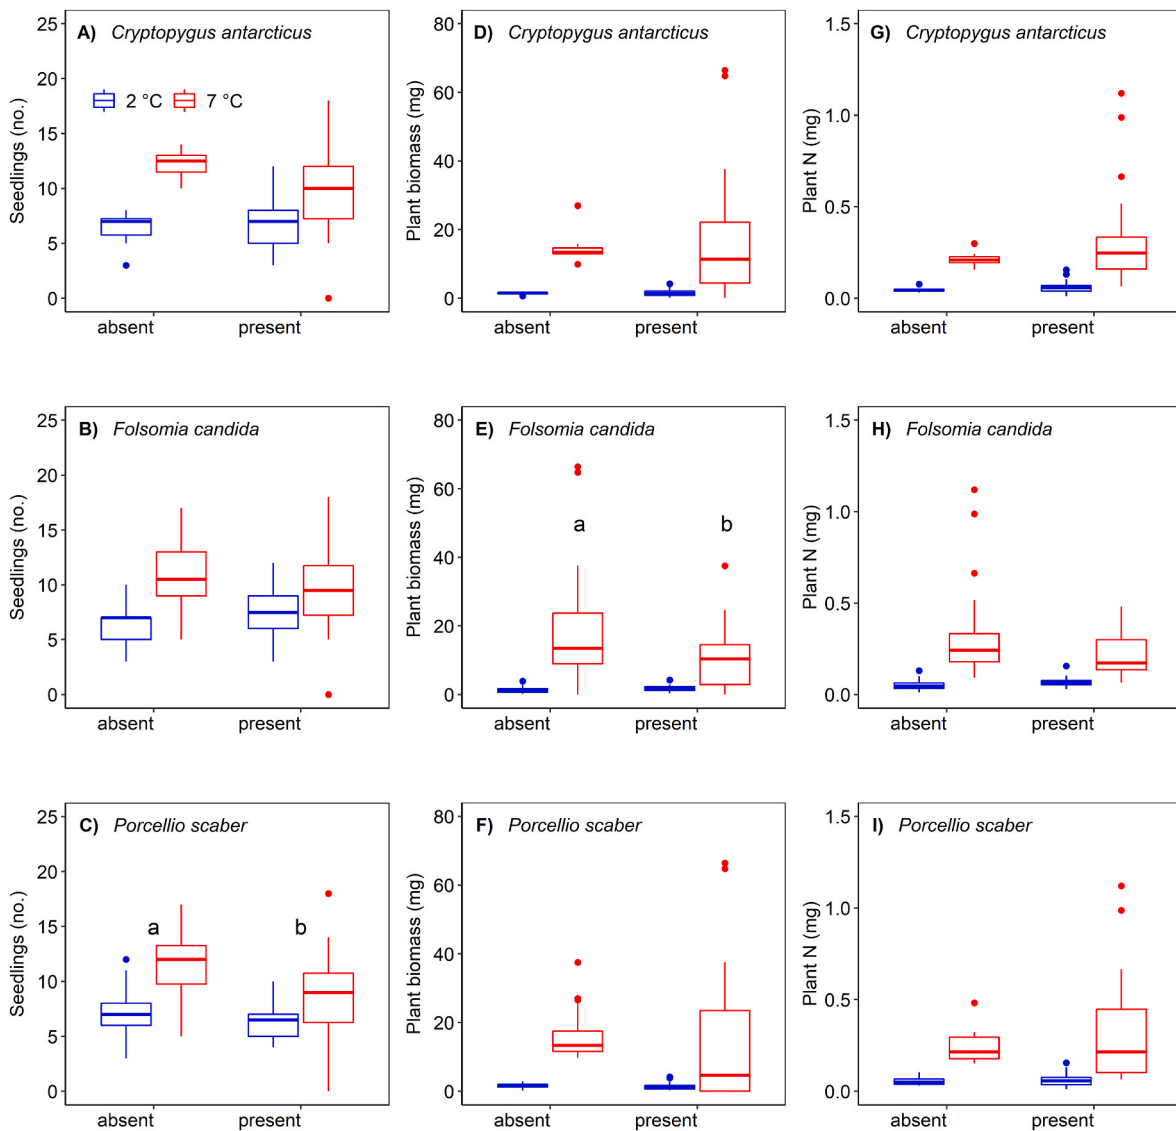 A) Cryptopygus antarcticus
Seedlings (no.)
25
20
15
10
5
0
2 °C 7 °C
absent present
D) Cryptopygus antarcticus
Plant biomass (mg)
80
60
40
20
0
absent present
G) Cryptopygus antarcticus
Plant N (mg)
1.5
1.0
0.5
0.0
absent present
B) Folsomia candida
Seedlings (no.)
25
20
15
10
5
0
absent present
E) Folsomia candida
Plant biomass (mg)
80
60
40
20
0
a b
absent present
H) Folsomia candida
Plant N (mg)
1.5
1.0
0.5
0.0
absent present
C) Porcellio scaber
Seedlings (no.)
25
20
15
10
5
0
a b
absent present
F) Porcellio scaber
Plant biomass (mg)
80
60
40
20
0
absent present
I) Porcellio scaber
Plant N (mg)
1.5
1.0
0.5
0.0
absent present